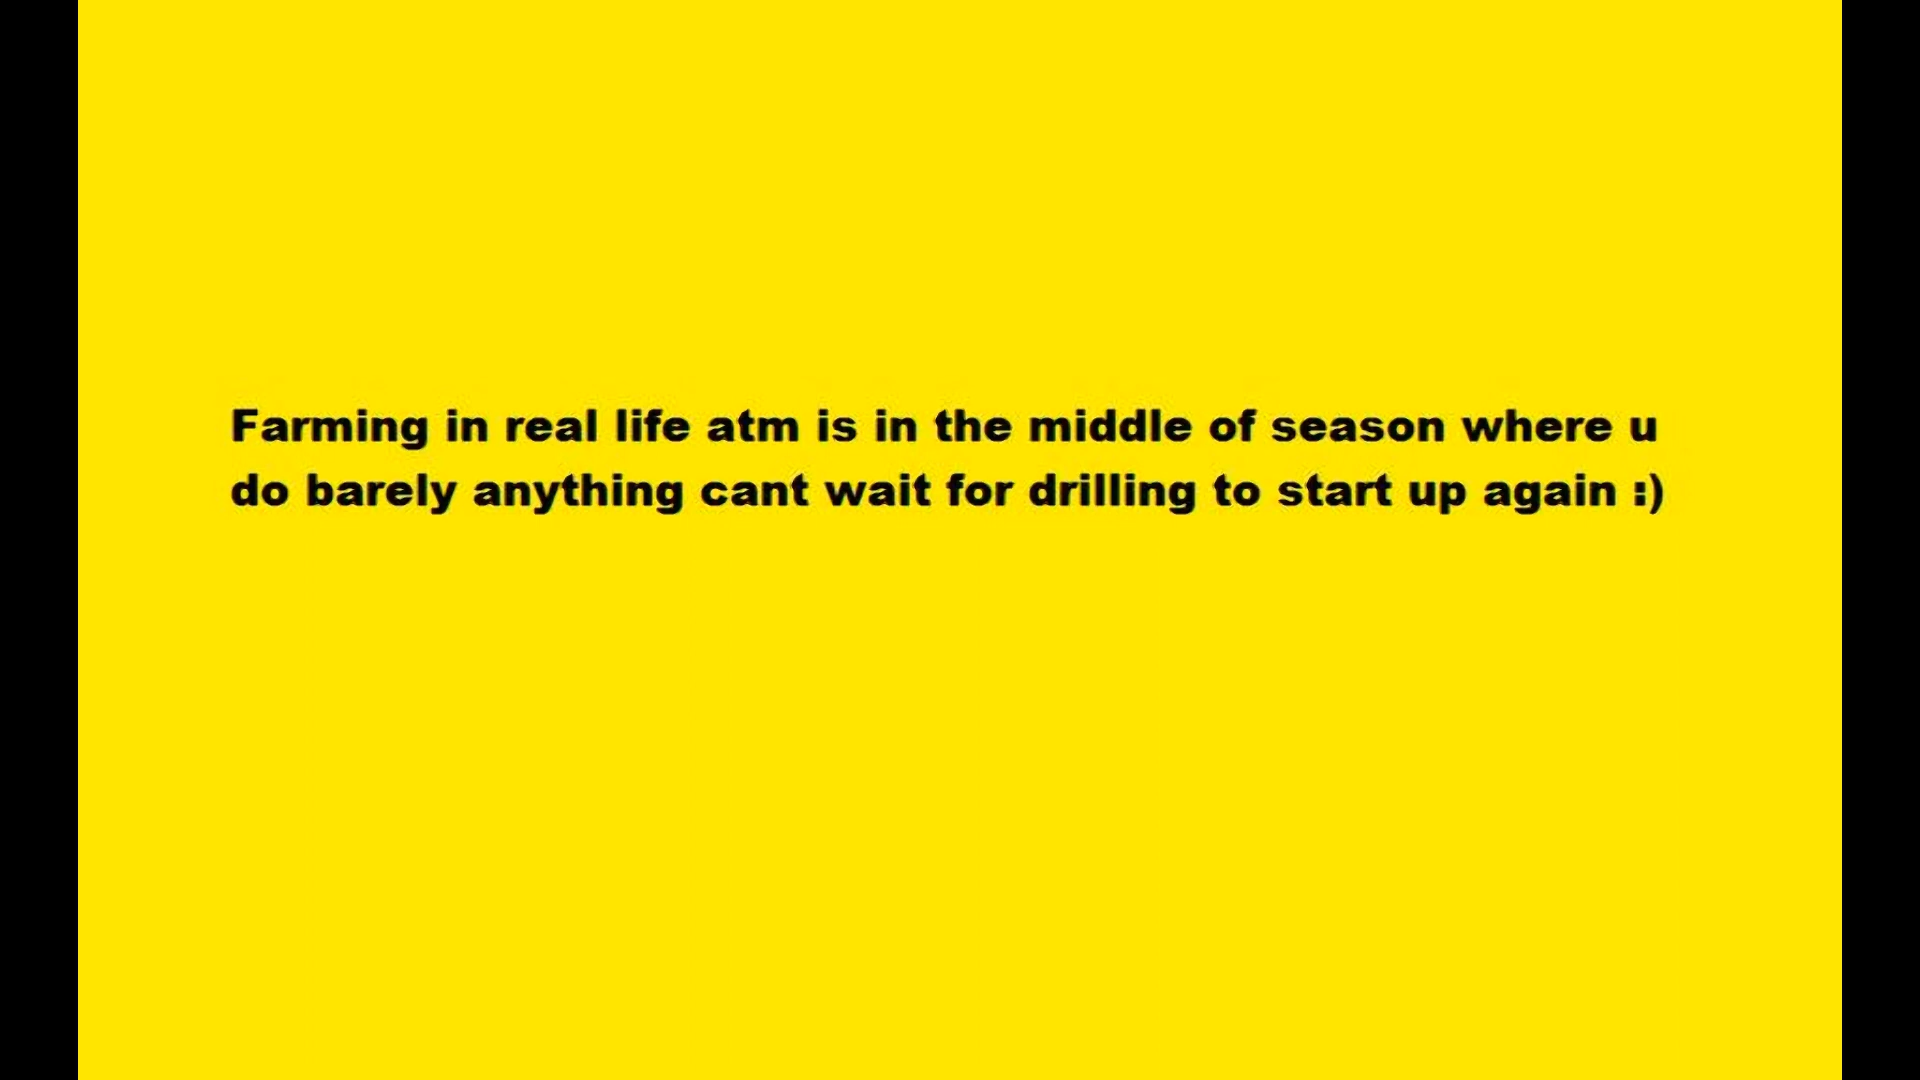 Farming in real life atm is in the middle of season where u
do barely anything cant wait for drilling to start up again :)